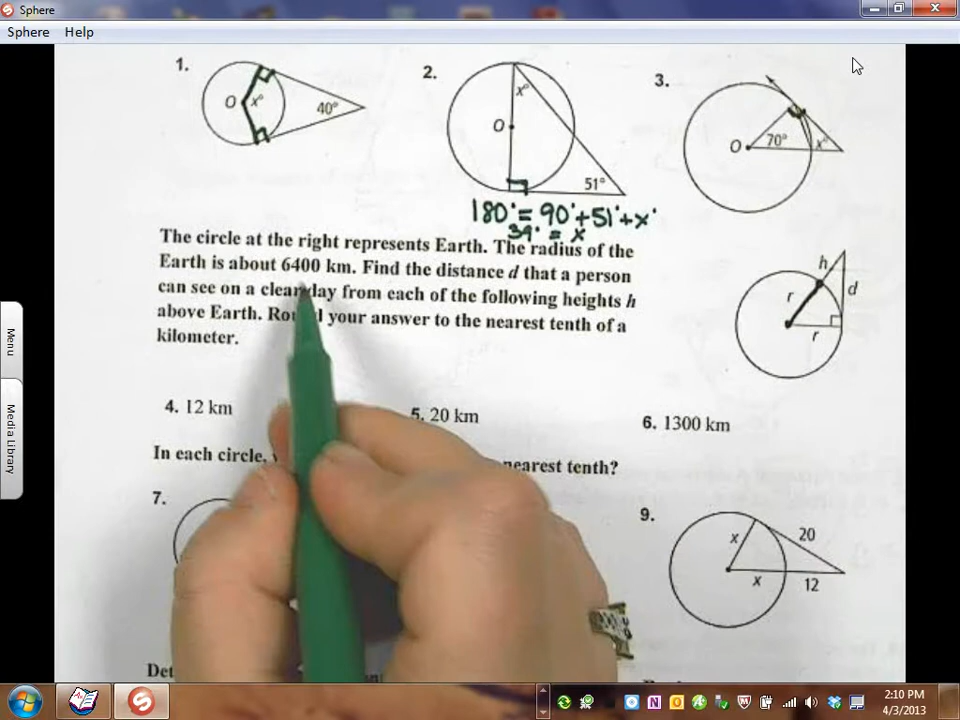 Sphere
Sphere Help
1.
O
x°
40°
2.
x°
O
51°
180° = 90° + 51° + x°
39° = x
3.
O
70°
x°
The circle at the right represents Earth. The radius of the
Earth is about 6400 km. Find the distance d that a person
can see on a clear day from each of the following heights h
above Earth. your answer to the nearest tenth of a
kilometer.
h
r
d
r
4. 12 km
5. 20 km
6. 1300 km
In each circle, nearest tenth?
7.
9.
x
20
x
12
Menu
Media Library
2:10 PM
4/3/2013